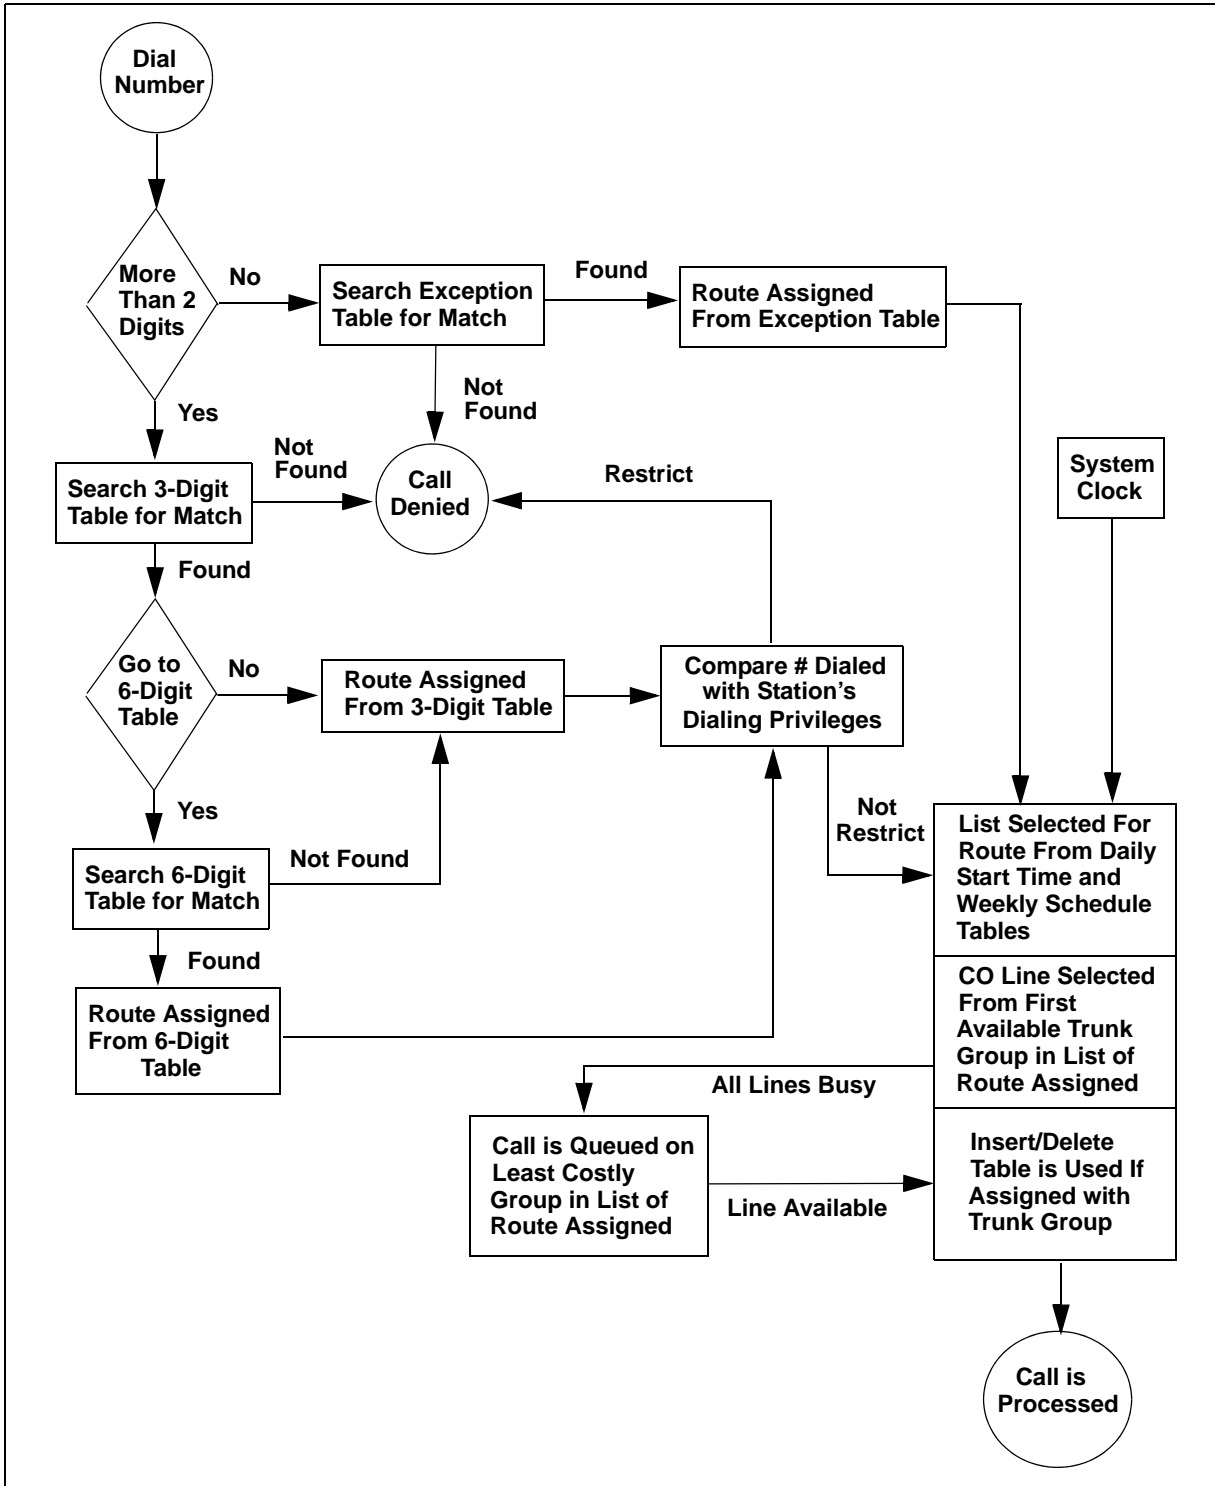 Dial
Number
More
Than 2
Digits
No
Search Exception
Table for Match
Found
Route Assigned
From Exception Table
Not
Found
Yes
Not
Found
Call
Denied
Restrict
System
Clock
Search 3-Digit
Table for Match
Found
Go to
6-Digit
Table
No
Route Assigned
From 3-Digit Table
Compare # Dialed
with Station’s
Dialing Privileges
Yes
Not
Restrict
List Selected For
Route From Daily
Start Time and
Weekly Schedule
Tables
Search 6-Digit
Table for Match
Not Found
Found
Route Assigned
From 6-Digit
Table
CO Line Selected
From First
Available Trunk
Group in List of
Route Assigned
All Lines Busy
Call is Queued on
Least Costly
Group in List of
Route Assigned
Line Available
Insert/Delete
Table is Used If
Assigned with
Trunk Group
Call is
Processed